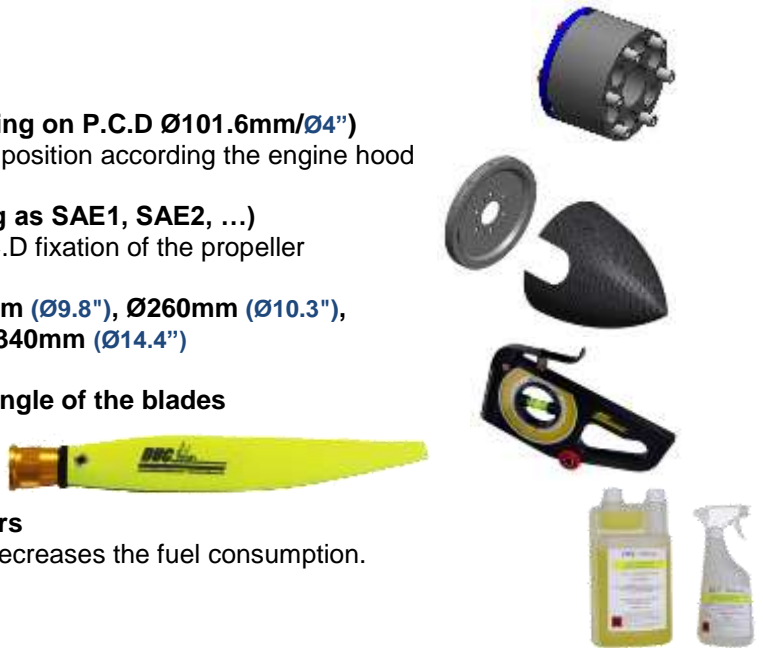 ing on P.C.D Ø101.6mm/Ø4”)
position according the engine hood
g as SAE1, SAE2, …)
.D fixation of the propeller
m (Ø9.8"), Ø260mm (Ø10.3"),
340mm (Ø14.4”)
ngle of the blades
DUC
rs
ecreases the fuel consumption.